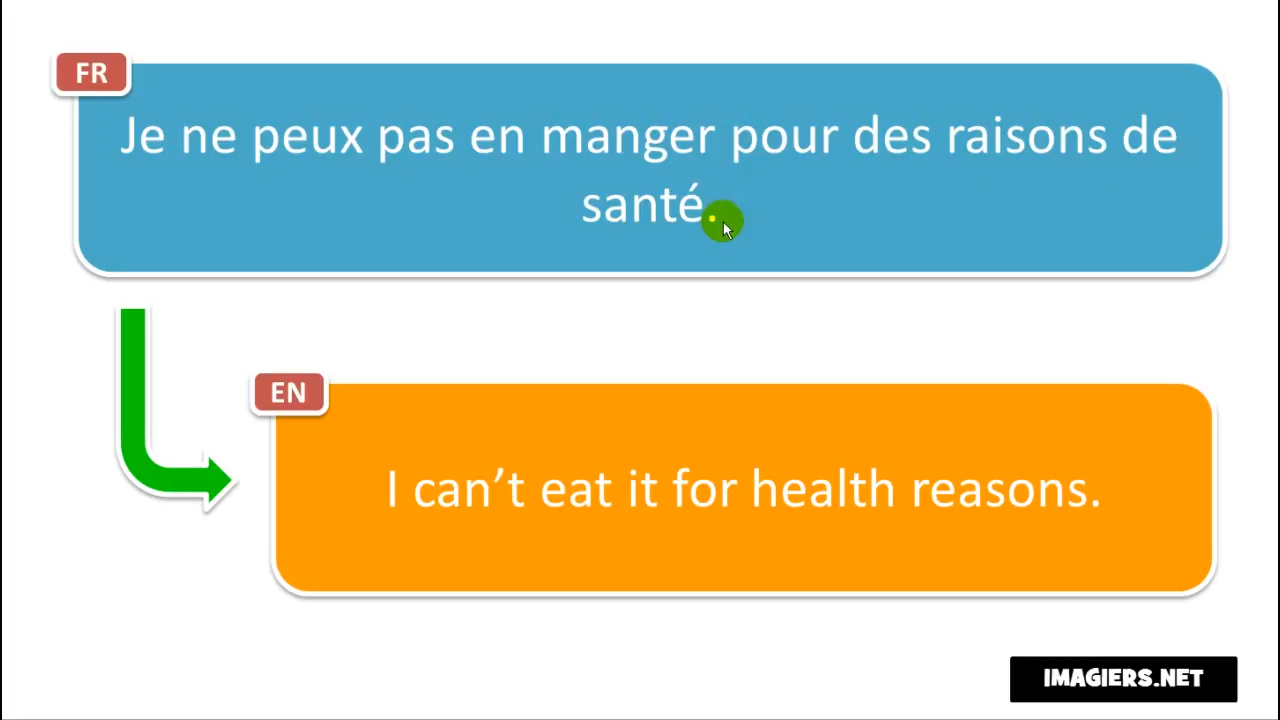 FR
Je ne peux pas en manger pour des raisons de
santé.
EN
I can’t eat it for health reasons.
IMAGIERS.NET